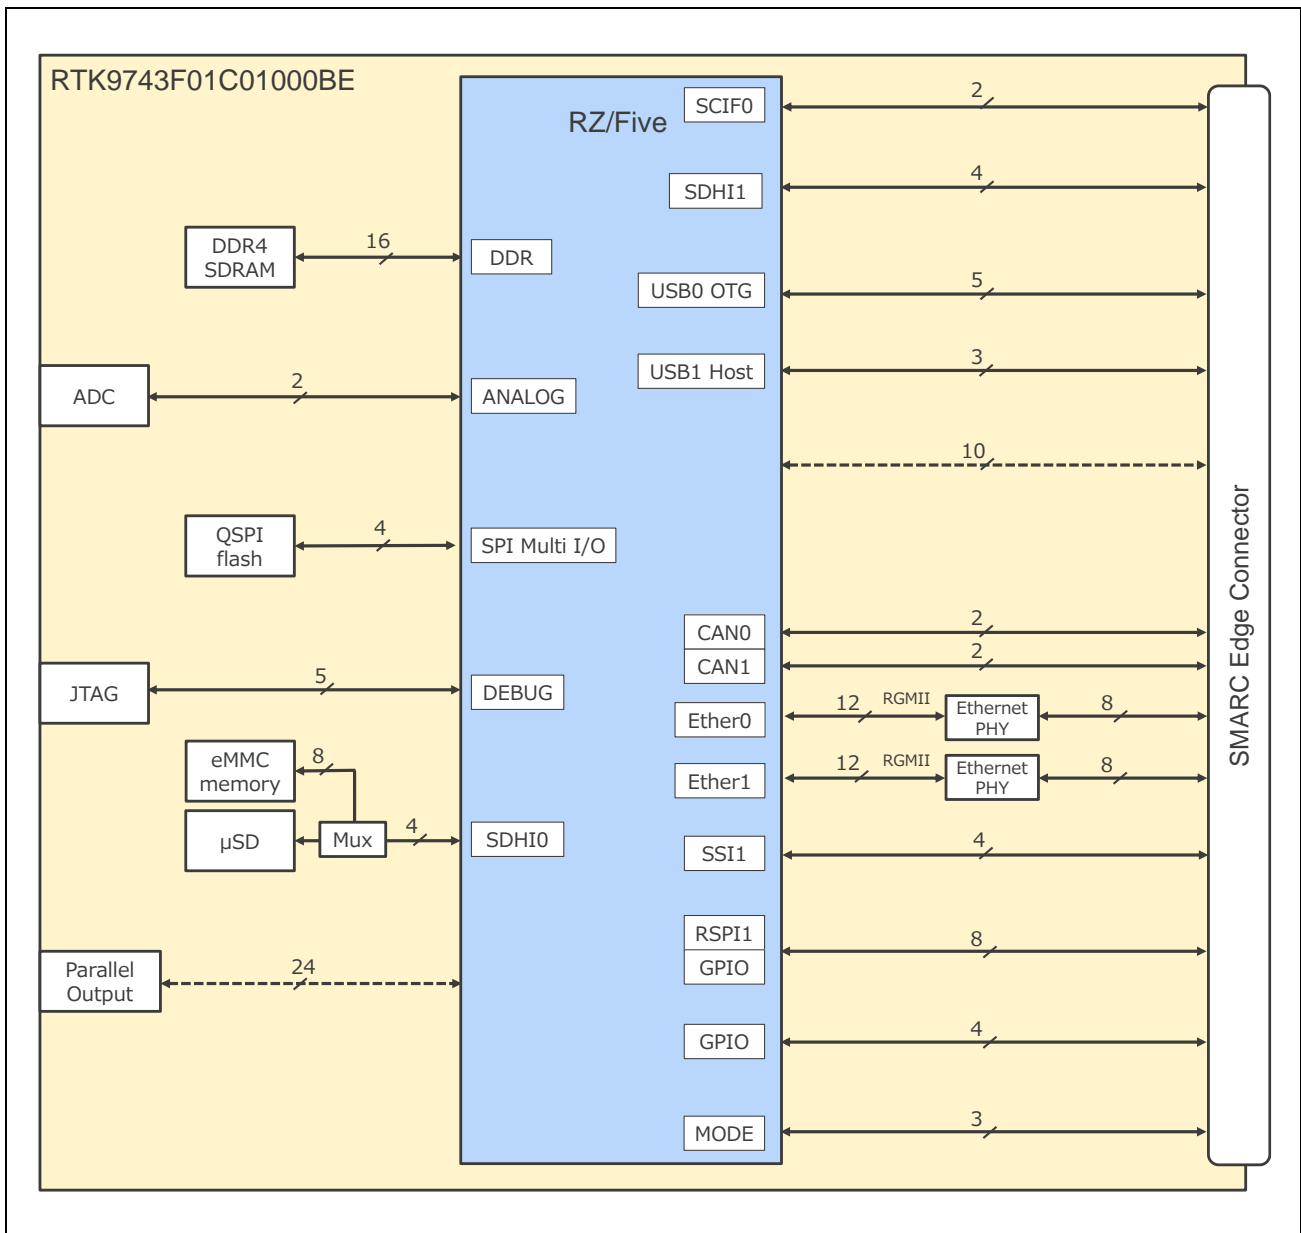 RTK9743F01C01000BE
RZ/Five
SCIF0
2
SDHI1
4
DDR4
SDRAM
16
DDR
USB0 OTG
5
ADC
2
ANALOG
USB1 Host
3
10
QSPI
flash
4
SPI Multi I/O
SMARC Edge Connector
CAN0
2
CAN1
2
JTAG
5
DEBUG
Ether0
12
RGMII
Ethernet
PHY
8
eMMC
memory
8
Ether1
12
RGMII
Ethernet
PHY
8
µSD
Mux
4
SDHI0
SSI1
4
RSPI1
GPIO
8
Parallel
Output
24
GPIO
4
MODE
3